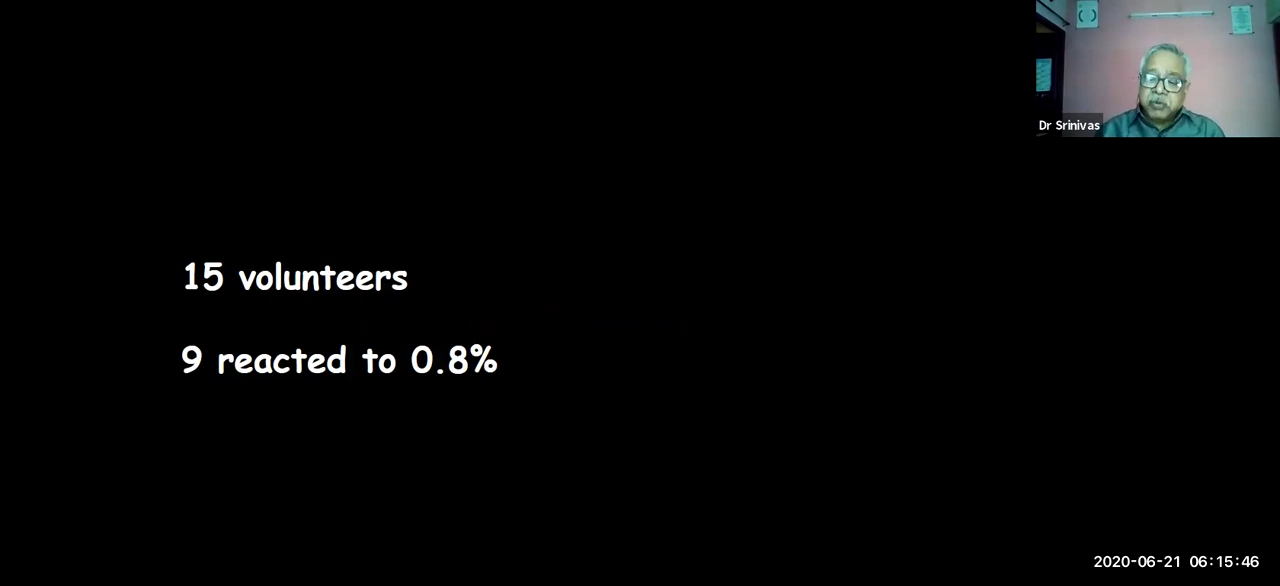 Dr Srinivas
15 volunteers
9 reacted to 0.8%
2020-06-21 06:15:46